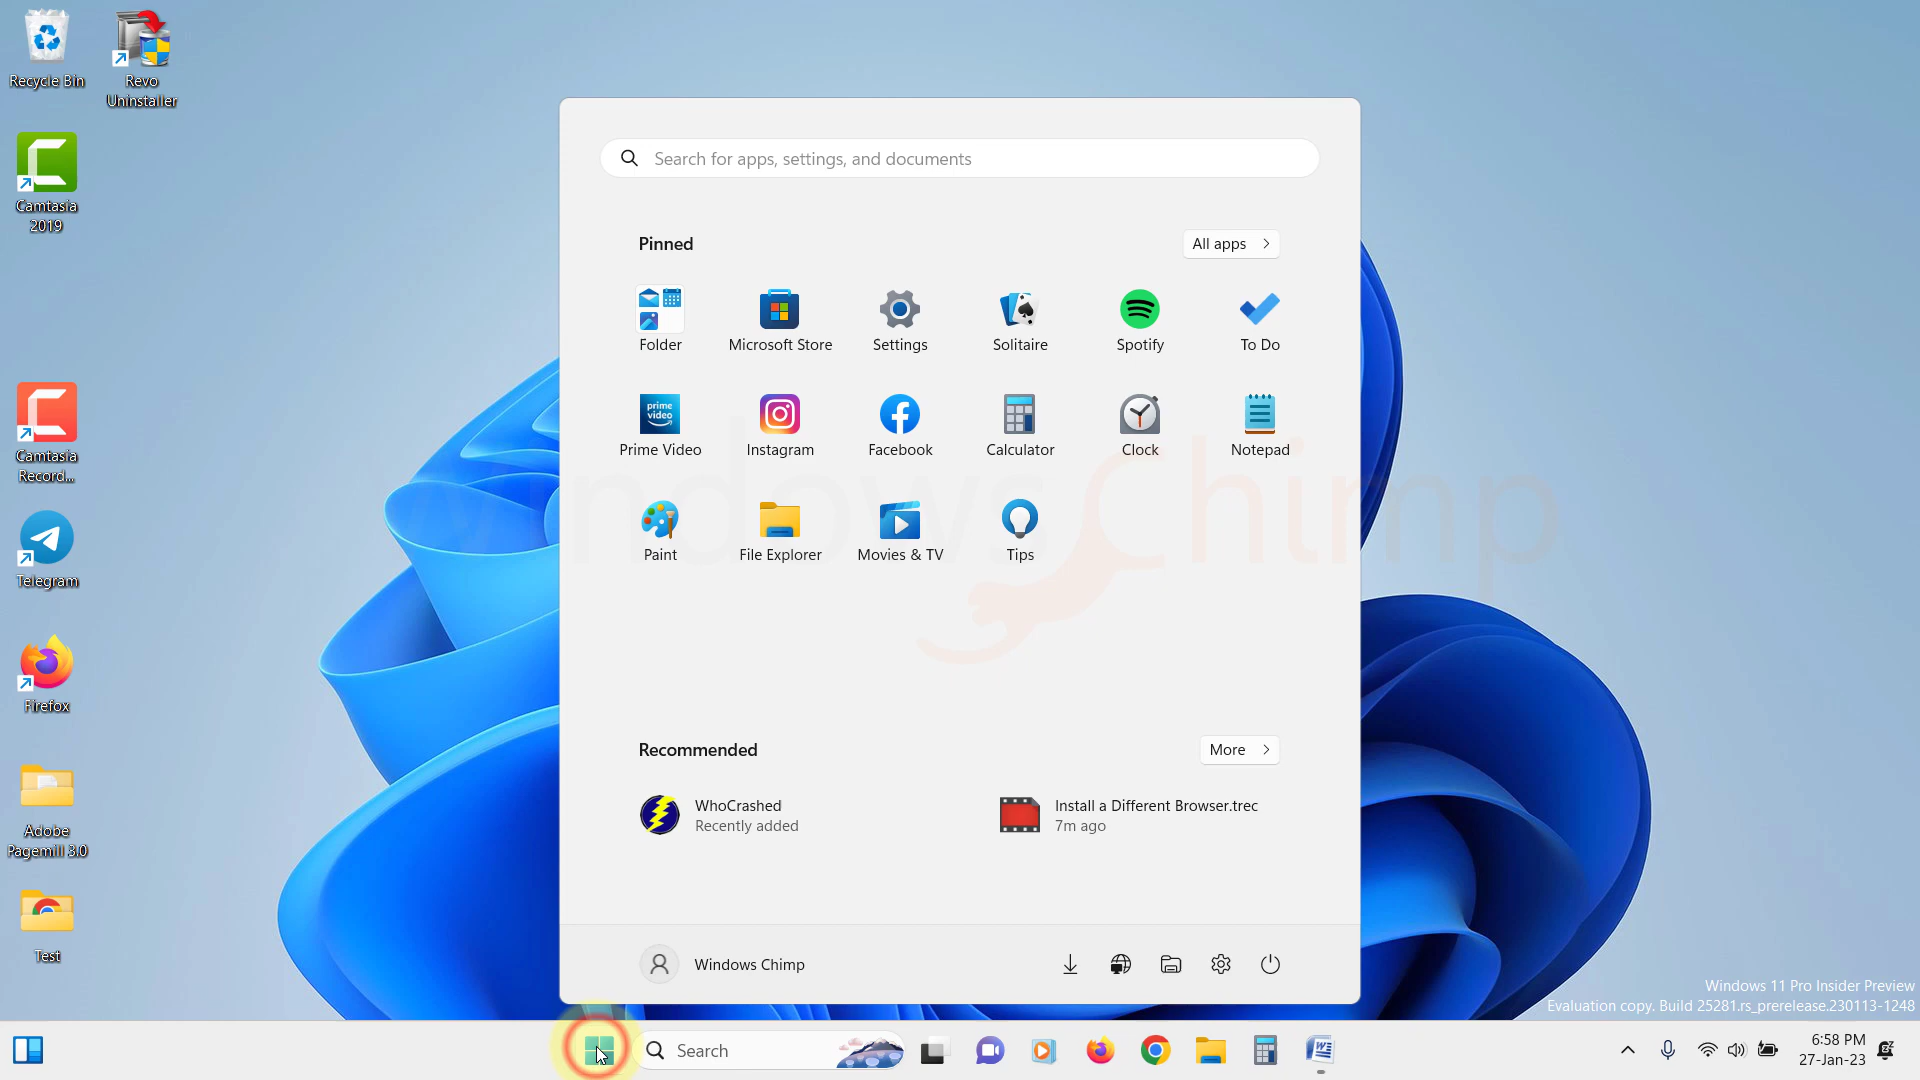 Recycle Bin
Revo
Uninstaller
Camtasia
2019
Camtasia
Record...
Telegram
Firefox
Adobe
Pagemill 3.0
Test
Search for apps, settings, and documents
Pinned
All apps
Folder
Microsoft Store
Settings
Solitaire
Spotify
To Do
prime
video
Prime Video
Instagram
Facebook
Calculator
Clock
Notepad
Paint
File Explorer
Movies & TV
Tips
WindowsChimp
Recommended
More
WhoCrashed
Recently added
Install a Different Browser.trec
7m ago
Windows Chimp
Windows 11 Pro Insider Preview
Evaluation copy. Build 25281.rs_prerelease.230113-1248
Search
6:58 PM
27-Jan-23